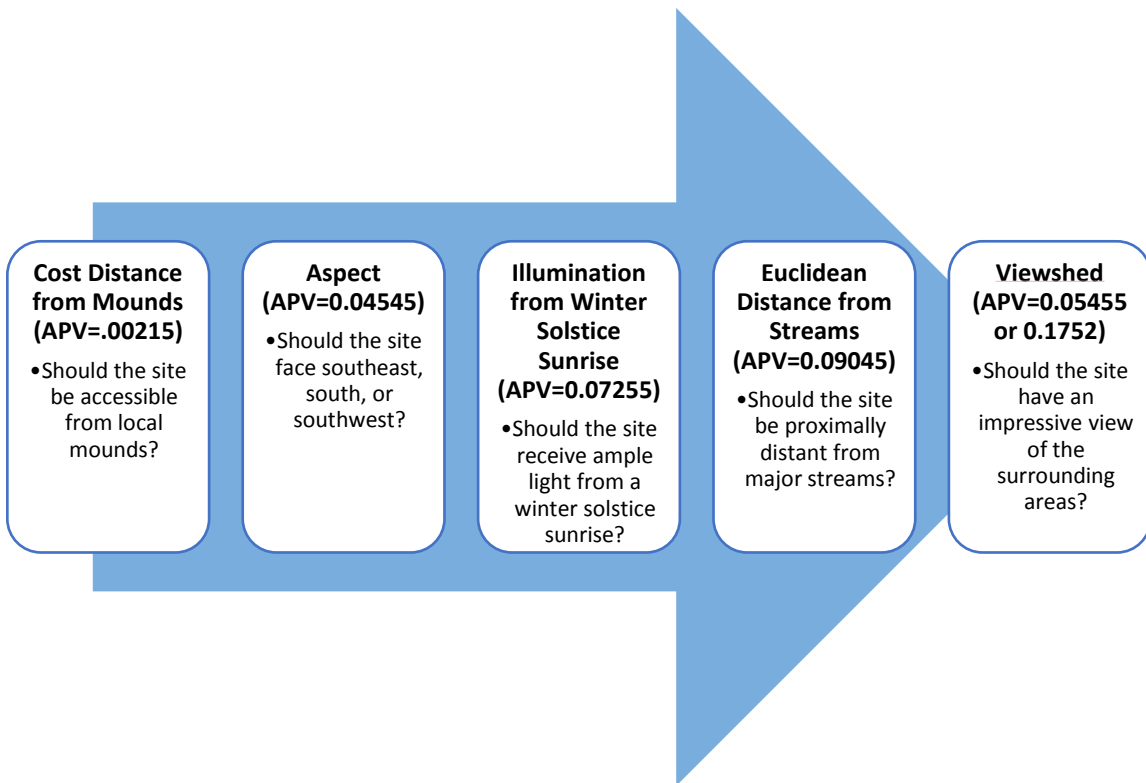 Cost Distance
from Mounds
(APV=.00215)
•Should the site
be accessible
from local
mounds?
Aspect
(APV=0.04545)
•Should the site
face southeast,
south, or
southwest?
Illumination
from Winter
Solstice
Sunrise
(APV=0.07255)
•Should the site
receive ample
light from a
winter solstice
sunrise?
Euclidean
Distance from
Streams
(APV=0.09045)
•Should the site
be proximally
distant from
major streams?
Viewshed
(APV=0.05455
or 0.1752)
•Should the site
have an
impressive view
of the
surrounding
areas?